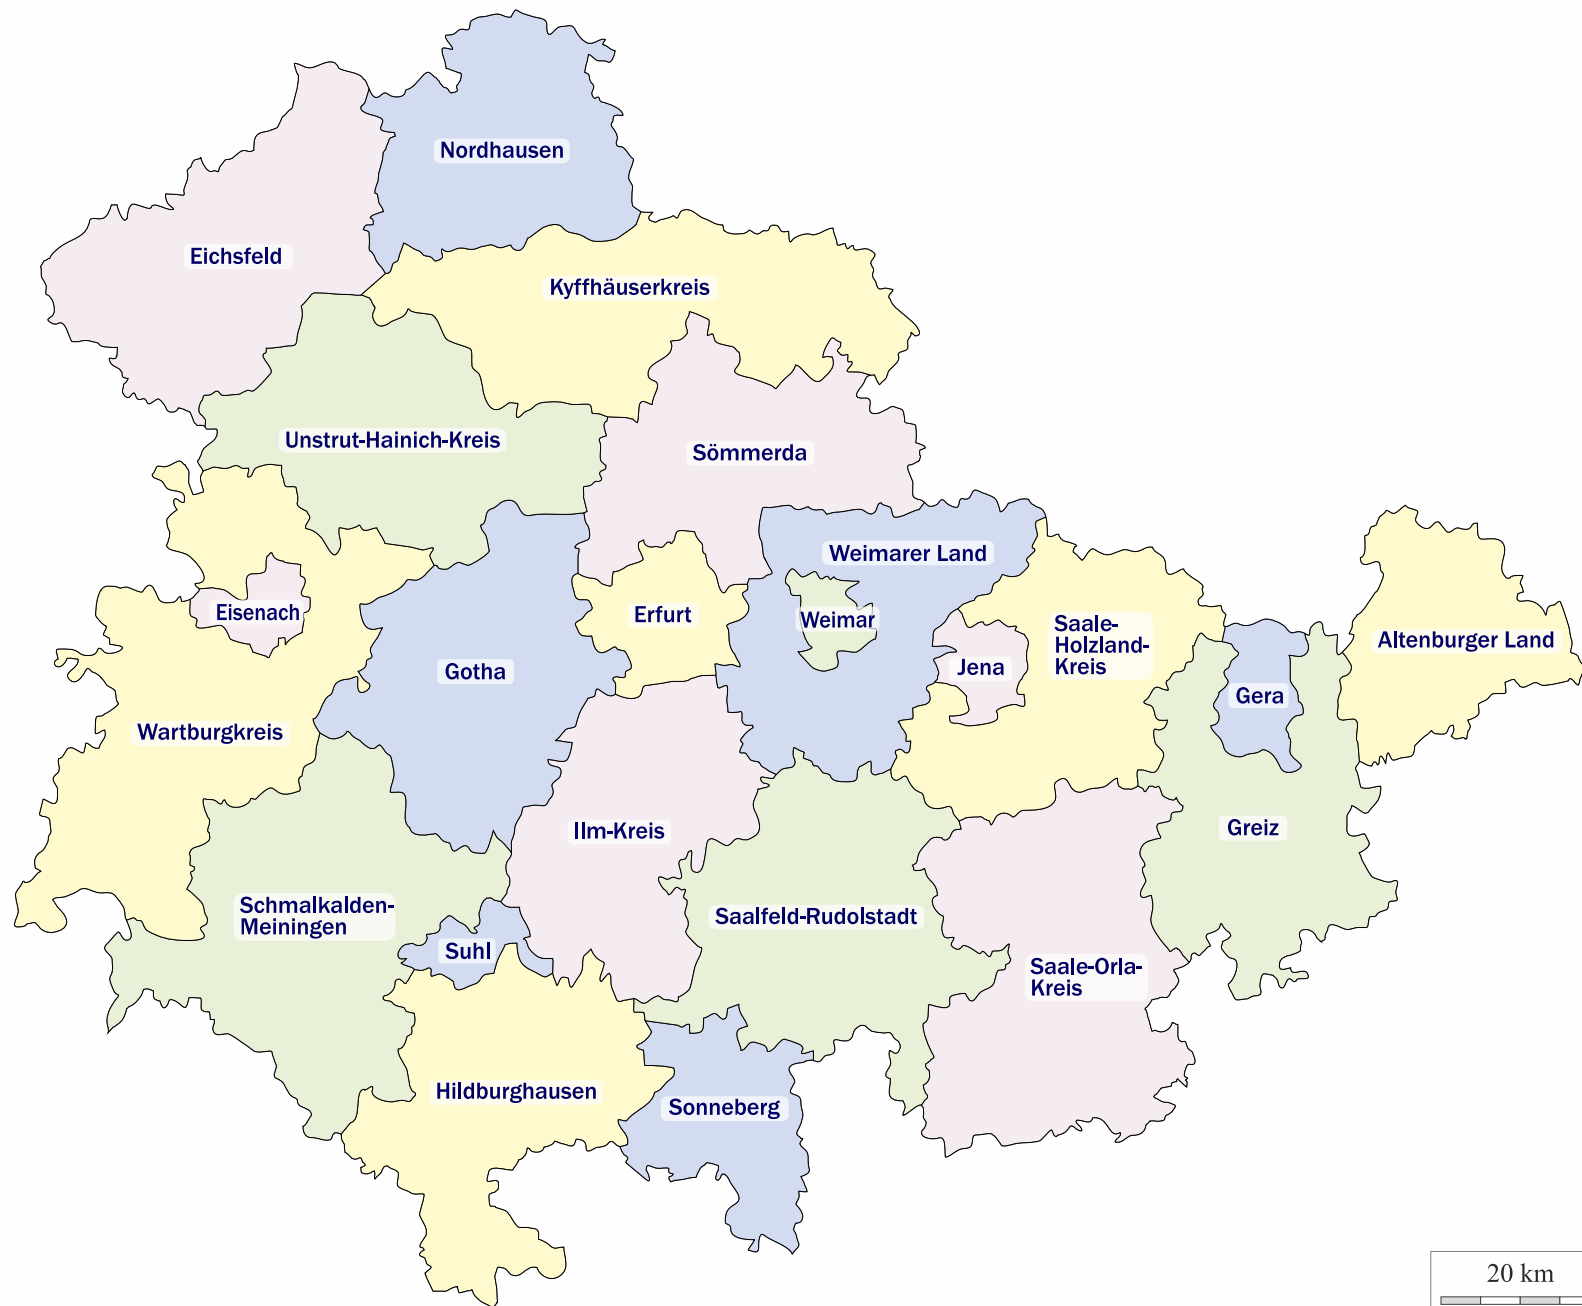 Nordhausen
Eichsfeld
Kyffhäuserkreis
Unstrut-Hainich-Kreis
Sömmerda
Weimarer Land
Eisenach
Erfurt
Weimar
Saale-
Holzland-
Kreis
Altenburger Land
Gotha
Jena
Gera
Wartburgkreis
Ilm-Kreis
Greiz
Schmalkalden-
Meiningen
Saalfeld-Rudolstadt
Suhl
Saale-Orla-
Kreis
Hildburghausen
Sonneberg
20 km